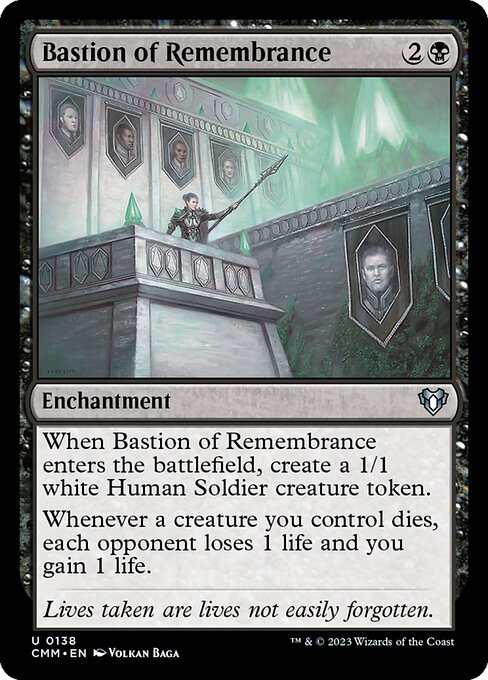 Bastion of Remembrance 2
Enchantment
When Bastion of Remembrance
enters the battlefield, create a 1/1
white Human Soldier creature token.
Whenever a creature you control dies,
each opponent loses 1 life and you
gain 1 life.
Lives taken are lives not easily forgotten.
U 0138
CMM • EN Volkan Baga
™ & © 2023 Wizards of the Coast